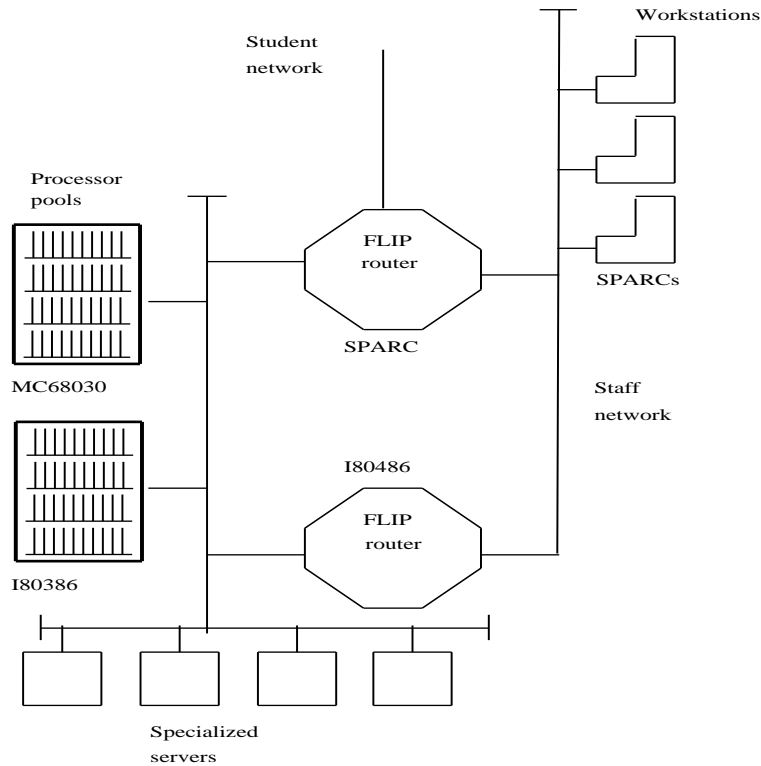 Workstations
Student
network
Processor
pools
FLIP
router
SPARCs
SPARC
MC68030
Staff
network
I80486
FLIP
router
I80386
Specialized
servers